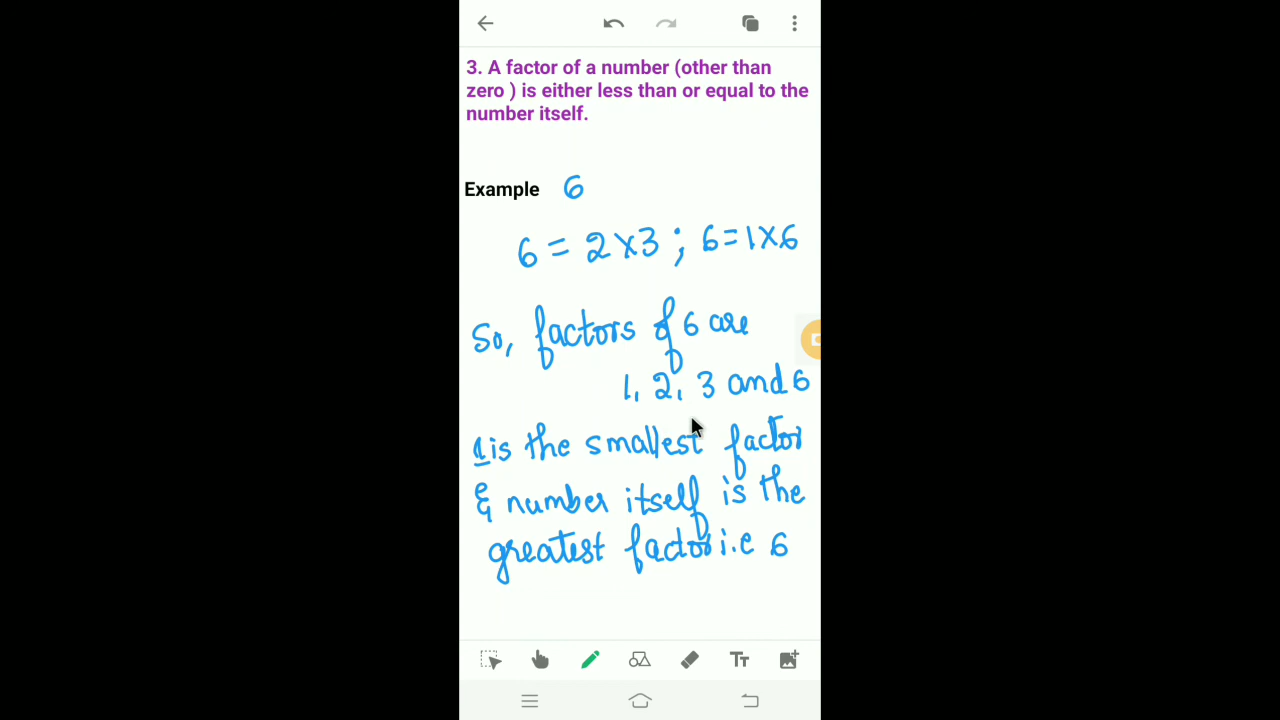 3. A factor of a number (other than
zero ) is either less than or equal to the
number itself.
Example 6
6 = 2x3 ; 6=1x6
So, factors of 6 are
1, 2, 3 and 6
1 is the smallest factor
& number itself is the
greatest factor i.e 6
Tт